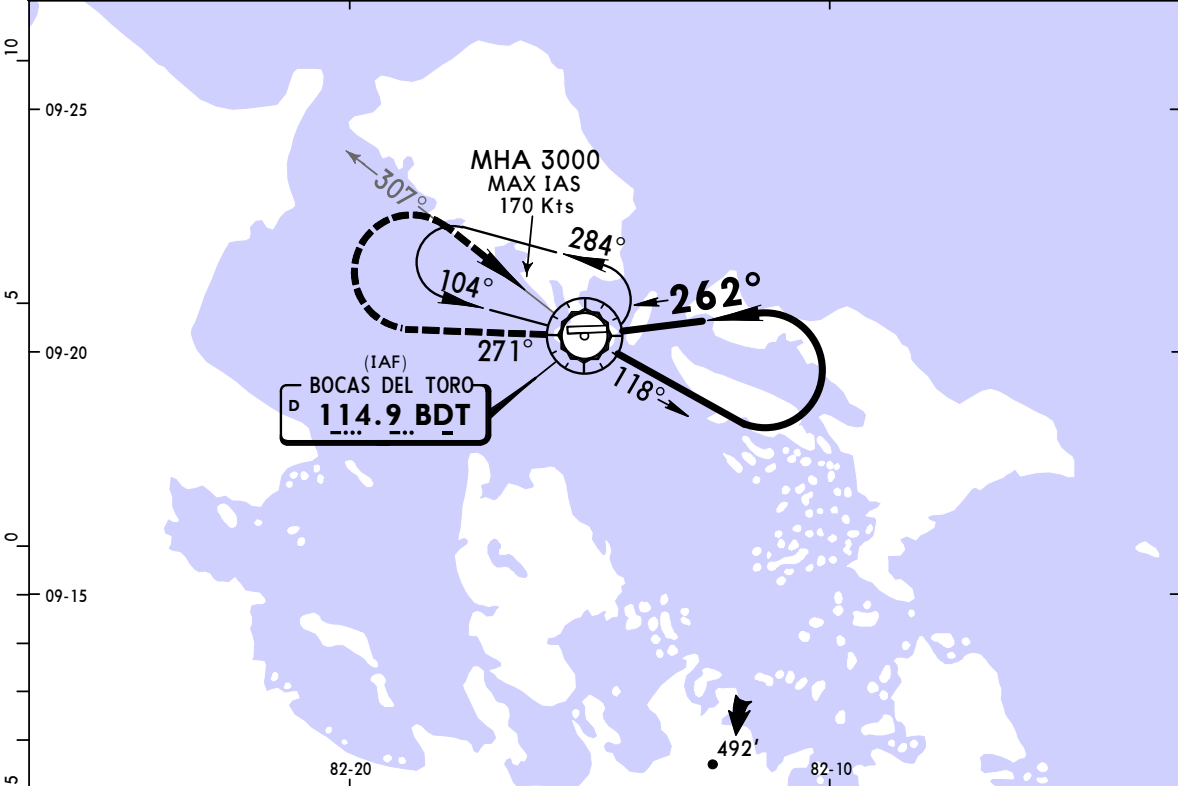 10
09-25
MHA 3000
MAX IAS
170 Kts
307°
284°
104°
262°
5
09-20
271°
118°
(IAF)
BOCAS DEL TORO
D 114.9 BDT
0
09-15
492'
82-20
82-10
5